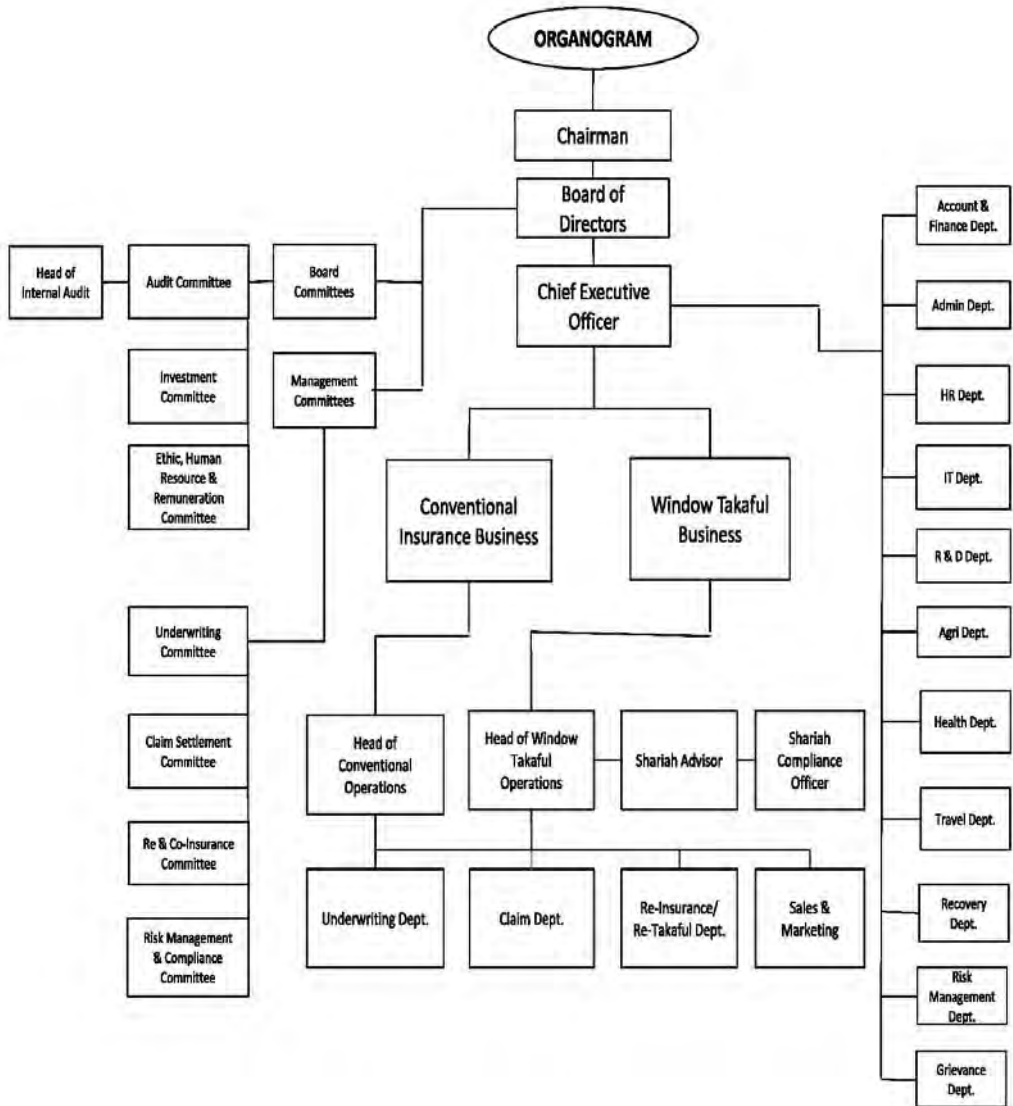 ORGANOGRAM
Chairman
Board of
Directors
Chief Executive
Officer
Head of
Internal Audit
Audit Committee
Board
Committees
Investment
Committee
Management
Committees
Ethic, Human
Resource &
Remuneration
Committee
Underwriting
Committee
Claim Settlement
Committee
Re & Co-Insurance
Committee
Risk Management
& Compliance
Committee
Conventional
Insurance Business
Window Takaful
Business
Head of
Conventional
Operations
Head of Window
Takaful
Operations
Shariah Advisor
Shariah
Compliance
Officer
Underwriting Dept.
Claim Dept.
Re-Insurance/
Re-Takaful Dept.
Sales &
Marketing
Account &
Finance Dept.
Admin Dept.
HR Dept.
IT Dept.
R & D Dept.
Agri Dept.
Health Dept.
Travel Dept.
Recovery
Dept.
Risk
Management
Dept.
Grievance
Dept.